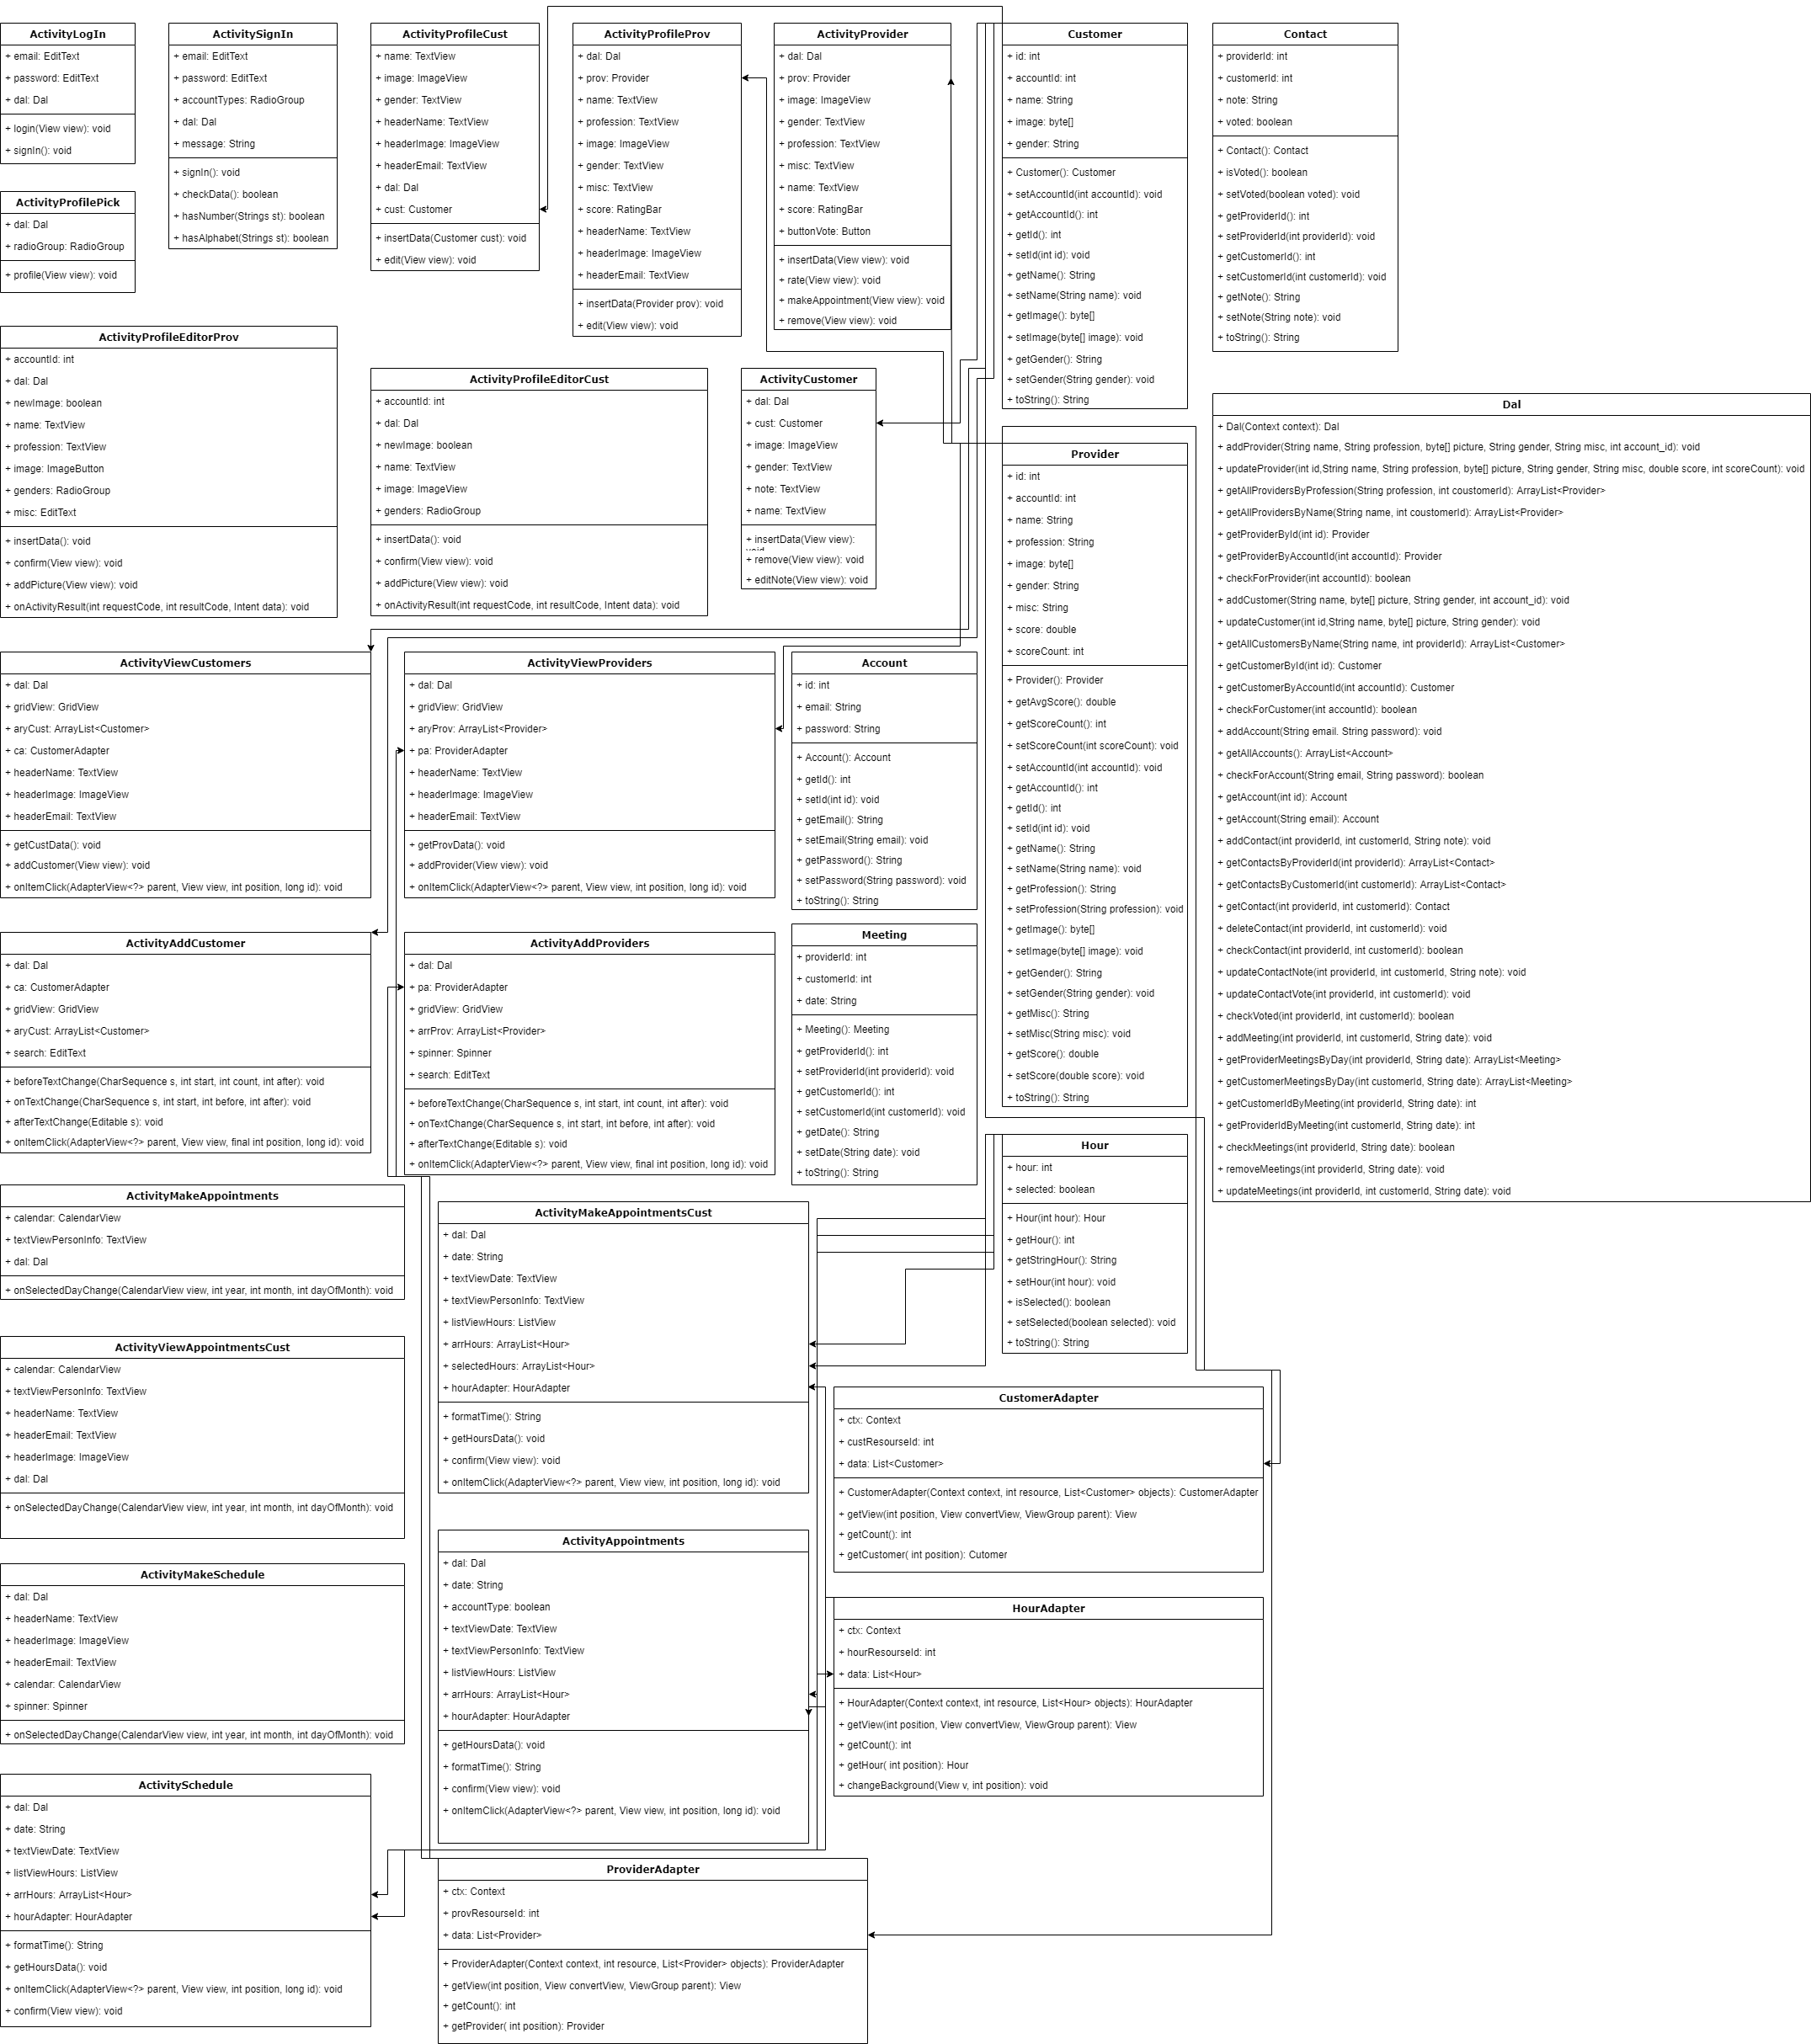 ActivityLogIn
+ email: EditText
+ password: EditText
+ dal: Dal
+ login(View view): void
+ signIn(): void
ActivitySignIn
+ email: EditText
+ password: EditText
+ accountTypes: RadioGroup
+ dal: Dal
+ message: String
+ signIn(): void
+ checkData(): boolean
+ hasNumber(Strings st): boolean
+ hasAlphabet(Strings st): boolean
ActivityProfileCust
+ name: TextView
+ image: ImageView
+ gender: TextView
+ headerName: TextView
+ headerImage: ImageView
+ headerEmail: TextView
+ dal: Dal
+ cust: Customer
+ insertData(Customer cust): void
+ edit(View view): void
ActivityProfileProv
+ dal: Dal
+ prov: Provider
+ name: TextView
+ profession: TextView
+ image: ImageView
+ gender: TextView
+ misc: TextView
+ score: RatingBar
+ headerName: TextView
+ headerImage: ImageView
+ headerEmail: TextView
+ insertData(Provider prov): void
+ edit(View view): void
ActivityProvider
+ dal: Dal
+ prov: Provider
+ image: ImageView
+ gender: TextView
+ profession: TextView
+ misc: TextView
+ name: TextView
+ score: RatingBar
+ buttonVote: Button
+ insertData(View view): void
+ rate(View view): void
+ makeAppointment(View view): void
+ remove(View view): void
Customer
+ id: int
+ accountId: int
+ name: String
+ image: byte[]
+ gender: String
+ Customer(): Customer
+ setAccountId(int accountId): void
+ getAccountId(): int
+ getId(): int
+ setId(int id): void
+ getName(): String
+ setName(String name): void
+ getImage(): byte[]
+ setImage(byte[] image): void
+ getGender(): String
+ setGender(String gender): void
+ toString(): String
Contact
+ providerId: int
+ customerId: int
+ note: String
+ voted: boolean
+ Contact(): Contact
+ isVoted(): boolean
+ setVoted(boolean voted): void
+ getProviderId(): int
+ setProviderId(int providerId): void
+ getCustomerId(): int
+ setCustomerId(int customerId): void
+ getNote(): String
+ setNote(String note): void
+ toString(): String
ActivityProfilePick
+ dal: Dal
+ radioGroup: RadioGroup
+ profile(View view): void
ActivityProfileEditorProv
+ accountId: int
+ dal: Dal
+ newImage: boolean
+ name: TextView
+ profession: TextView
+ image: ImageButton
+ genders: RadioGroup
+ misc: EditText
+ insertData(): void
+ confirm(View view): void
+ addPicture(View view): void
+ onActivityResult(int requestCode, int resultCode, Intent data): void
ActivityProfileEditorCust
+ accountId: int
+ dal: Dal
+ newImage: boolean
+ name: TextView
+ image: ImageView
+ genders: RadioGroup
+ insertData(): void
+ confirm(View view): void
+ addPicture(View view): void
+ onActivityResult(int requestCode, int resultCode, Intent data): void
ActivityCustomer
+ dal: Dal
+ cust: Customer
+ image: ImageView
+ gender: TextView
+ note: TextView
+ name: TextView
+ insertData(View view):
void
+ remove(View view): void
+ editNote(View view): void
Dal
+ Dal(Context context): Dal
+ addProvider(String name, String profession, byte[] picture, String gender, String misc, int account_id): void
+ updateProvider(int id,String name, String profession, byte[] picture, String gender, String misc, double score, int scoreCount): void
+ getAllProvidersByProfession(String profession, int coustomerId): ArrayList<Provider>
+ getAllProvidersByName(String name, int coustomerId): ArrayList<Provider>
+ getProviderById(int id): Provider
+ getProviderByAccountId(int accountId): Provider
+ checkForProvider(int accountId): boolean
+ addCustomer(String name, byte[] picture, String gender, int account_id): void
+ updateCustomer(int id,String name, byte[] picture, String gender): void
+ getAllCustomersByName(String name, int providerId): ArrayList<Customer>
+ getCustomerById(int id): Customer
+ getCustomerByAccountId(int accountId): Customer
+ checkForCustomer(int accountId): boolean
+ addAccount(String email. String password): void
+ getAllAccounts(): ArrayList<Account>
+ checkForAccount(String email, String password): boolean
+ getAccount(int id): Account
+ getAccount(String email): Account
+ addContact(int providerId, int customerId, String note): void
+ getContactsByProviderId(int providerId): ArrayList<Contact>
+ getContactsByCustomerId(int customerId): ArrayList<Contact>
+ getContact(int providerId, int customerId): Contact
+ deleteContact(int providerId, int customerId): void
+ checkContact(int providerId, int customerId): boolean
+ updateContactNote(int providerId, int customerId, String note): void
+ updateContactVote(int providerId, int customerId): void
+ checkVoted(int providerId, int customerId): boolean
+ addMeeting(int providerId, int customerId, String date): void
+ getProviderMeetingsByDay(int providerId, String date): ArrayList<Meeting>
+ getCustomerMeetingsByDay(int customerId, String date): ArrayList<Meeting>
+ getCustomerIdByMeeting(int providerId, String date): int
+ getProviderIdByMeeting(int customerId, String date): int
+ checkMeetings(int providerId, String date): boolean
+ removeMeetings(int providerId, String date): void
+ updateMeetings(int providerId, int customerId, String date): void
Provider
+ id: int
+ accountId: int
+ name: String
+ profession: String
+ image: byte[]
+ gender: String
+ misc: String
+ score: double
+ scoreCount: int
+ Provider(): Provider
+ getAvgScore(): double
+ getScoreCount(): int
+ setScoreCount(int scoreCount): void
+ setAccountId(int accountId): void
+ getAccountId(): int
+ getId(): int
+ setId(int id): void
+ getName(): String
+ setName(String name): void
+ getProfession(): String
+ setProfession(String profession): void
+ getImage(): byte[]
+ setImage(byte[] image): void
+ getGender(): String
+ setGender(String gender): void
+ getMisc(): String
+ setMisc(String misc): void
+ getScore(): double
+ setScore(double score): void
+ toString(): String
ActivityViewCustomers
+ dal: Dal
+ gridView: GridView
+ aryCust: ArrayList<Customer>
+ ca: CustomerAdapter
+ headerName: TextView
+ headerImage: ImageView
+ headerEmail: TextView
+ getCustData(): void
+ addCustomer(View view): void
+ onItemClick(AdapterView<?> parent, View view, int position, long id): void
ActivityViewProviders
+ dal: Dal
+ gridView: GridView
+ aryProv: ArrayList<Provider>
+ pa: ProviderAdapter
+ headerName: TextView
+ headerImage: ImageView
+ headerEmail: TextView
+ getProvData(): void
+ addProvider(View view): void
+ onItemClick(AdapterView<?> parent, View view, int position, long id): void
Account
+ id: int
+ email: String
+ password: String
+ Account(): Account
+ getId(): int
+ setId(int id): void
+ getEmail(): String
+ setEmail(String email): void
+ getPassword(): String
+ setPassword(String password): void
+ toString(): String
ActivityAddCustomer
+ dal: Dal
+ ca: CustomerAdapter
+ gridView: GridView
+ aryCust: ArrayList<Customer>
+ search: EditText
+ beforeTextChange(CharSequence s, int start, int count, int after): void
+ onTextChange(CharSequence s, int start, int before, int after): void
+ afterTextChange(Editable s): void
+ onItemClick(AdapterView<?> parent, View view, final int position, long id): void
ActivityAddProviders
+ dal: Dal
+ pa: ProviderAdapter
+ gridView: GridView
+ arrProv: ArrayList<Provider>
+ spinner: Spinner
+ search: EditText
+ beforeTextChange(CharSequence s, int start, int count, int after): void
+ onTextChange(CharSequence s, int start, int before, int after): void
+ afterTextChange(Editable s): void
+ onItemClick(AdapterView<?> parent, View view, final int position, long id): void
Meeting
+ providerId: int
+ customerId: int
+ date: String
+ Meeting(): Meeting
+ getProviderId(): int
+ setProviderId(int providerId): void
+ getCustomerId(): int
+ setCustomerId(int customerId): void
+ getDate(): String
+ setDate(String date): void
+ toString(): String
Hour
+ hour: int
+ selected: boolean
+ Hour(int hour): Hour
+ getHour(): int
+ getStringHour(): String
+ setHour(int hour): void
+ isSelected(): boolean
+ setSelected(boolean selected): void
+ toString(): String
ActivityMakeAppointments
+ calendar: CalendarView
+ textViewPersonInfo: TextView
+ dal: Dal
+ onSelectedDayChange(CalendarView view, int year, int month, int dayOfMonth): void
ActivityMakeAppointmentsCust
+ dal: Dal
+ date: String
+ textViewDate: TextView
+ textViewPersonInfo: TextView
+ listViewHours: ListView
+ arrHours: ArrayList<Hour>
+ selectedHours: ArrayList<Hour>
+ hourAdapter: HourAdapter
+ formatTime(): String
+ getHoursData(): void
+ confirm(View view): void
+ onItemClick(AdapterView<?> parent, View view, int position, long id): void
ActivityViewAppointmentsCust
+ calendar: CalendarView
+ textViewPersonInfo: TextView
+ headerName: TextView
+ headerEmail: TextView
+ headerImage: ImageView
+ dal: Dal
+ onSelectedDayChange(CalendarView view, int year, int month, int dayOfMonth): void
CustomerAdapter
+ ctx: Context
+ custResourseId: int
+ data: List<Customer>
+ CustomerAdapter(Context context, int resource, List<Customer> objects): CustomerAdapter
+ getView(int position, View convertView, ViewGroup parent): View
+ getCount(): int
+ getCustomer( int position): Cutomer
ActivityAppointments
+ dal: Dal
+ date: String
+ accountType: boolean
+ textViewDate: TextView
+ textViewPersonInfo: TextView
+ listViewHours: ListView
+ arrHours: ArrayList<Hour>
+ hourAdapter: HourAdapter
+ getHoursData(): void
+ formatTime(): String
+ confirm(View view): void
+ onItemClick(AdapterView<?> parent, View view, int position, long id): void
ActivityMakeSchedule
+ dal: Dal
+ headerName: TextView
+ headerImage: ImageView
+ headerEmail: TextView
+ calendar: CalendarView
+ spinner: Spinner
+ onSelectedDayChange(CalendarView view, int year, int month, int dayOfMonth): void
HourAdapter
+ ctx: Context
+ hourResourseId: int
+ data: List<Hour>
+ HourAdapter(Context context, int resource, List<Hour> objects): HourAdapter
+ getView(int position, View convertView, ViewGroup parent): View
+ getCount(): int
+ getHour( int position): Hour
+ changeBackground(View v, int position): void
ActivitySchedule
+ dal: Dal
+ date: String
+ textViewDate: TextView
+ listViewHours: ListView
+ arrHours: ArrayList<Hour>
+ hourAdapter: HourAdapter
+ formatTime(): String
+ getHoursData(): void
+ onItemClick(AdapterView<?> parent, View view, int position, long id): void
+ confirm(View view): void
ProviderAdapter
+ ctx: Context
+ provResourseId: int
+ data: List<Provider>
+ ProviderAdapter(Context context, int resource, List<Provider> objects): ProviderAdapter
+ getView(int position, View convertView, ViewGroup parent): View
+ getCount(): int
+ getProvider( int position): Provider